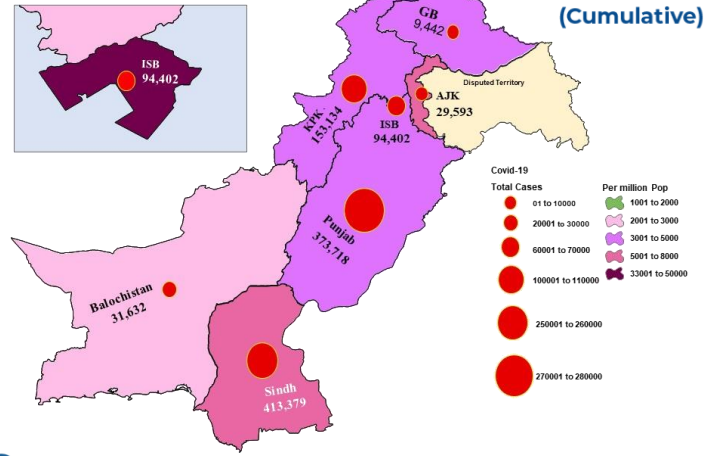 (Cumulative)
ISB
94,402
GB
9,442
Disputed Territory
KPK
153,134
ISB
94,402
AJK
29,593
Punjab
373,718
Balochistan
31,632
Sindh
413,379
Covid-19
Total Cases
01 to 10000
20001 to 30000
60001 to 70000
100001 to 110000
250001 to 260000
270001 to 280000
Per million Pop
1001 to 2000
2001 to 3000
3001 to 5000
5001 to 8000
33001 to 50000